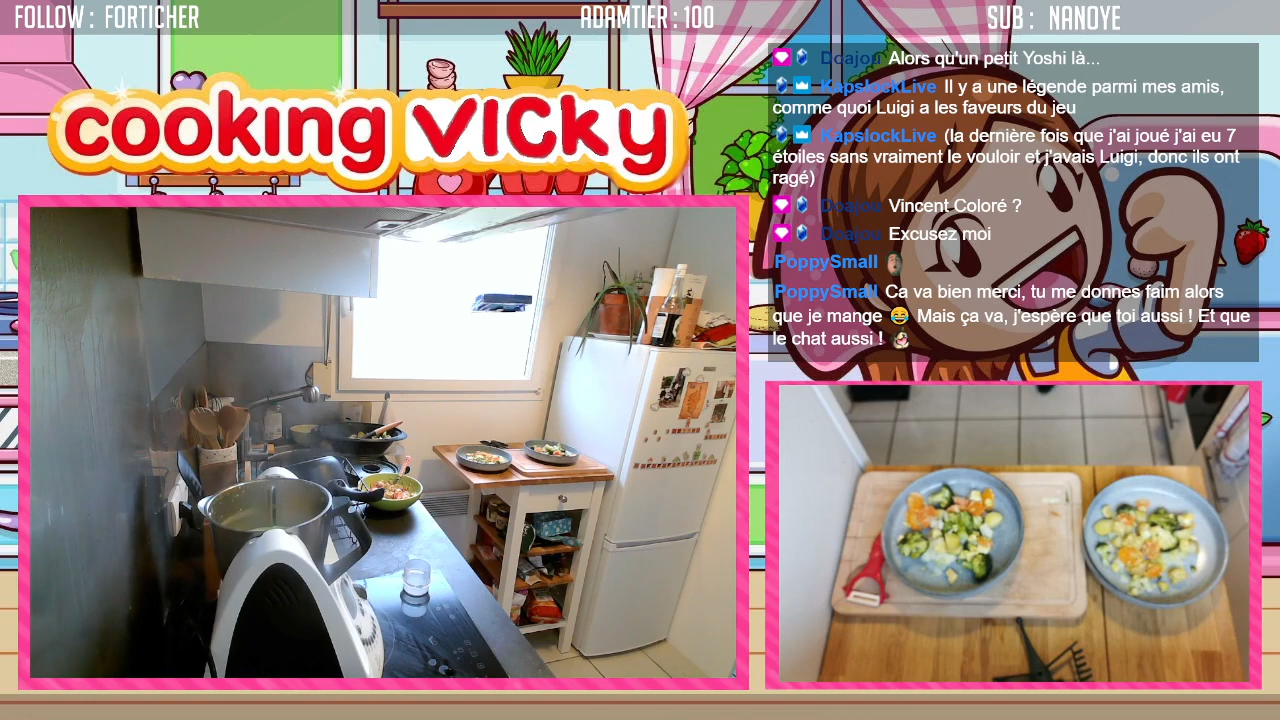 FOLLOW : FORTICHER
ADAMTIER : 100
SUB : NANOYE
cooking VICky
Doajou Alors qu'un petit Yoshi là...
KapslockLive Il y a une légende parmi mes amis,
comme quoi Luigi a les faveurs du jeu
KapslockLive (la dernière fois que j'ai joué j'ai eu 7
étoiles sans vraiment le vouloir et j'avais Luigi, donc ils ont
ragé)
Doajou Vincent Coloré ?
Doajou Excusez moi
PoppySmall
PoppySmall Ca va bien merci, tu me donnes faim alors
que je mange 😂 Mais ça va, j'espère que toi aussi ! Et que
le chat aussi !